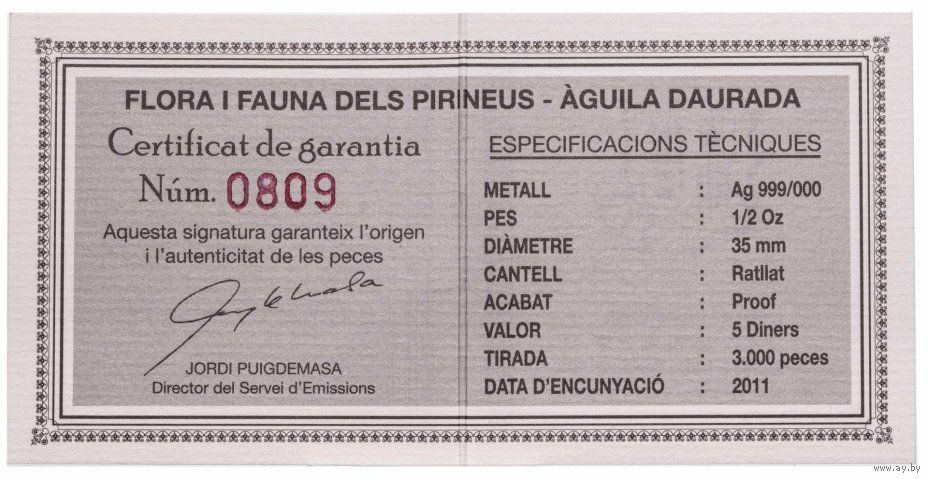 FLORA I FAUNA DELS PIRINEUS - ÀGUILA DAURADA
Certificat de garantia
Núm. 0809
Aquesta signatura garanteix l'origen
i l'autenticitat de les peces
JORDI PUIGDEMASA
Director del Servei d'Emissions
ESPECIFICACIONS TÈCNIQUES
METALL : Ag 999/000
PES : 1/2 Oz
DIÀMETRE : 35 mm
CANTELL : Ratllat
ACABAT : Proof
VALOR : 5 Diners
TIRADA : 3.000 peces
DATA D'ENCUNYACIÓ : 2011
www.ay.by